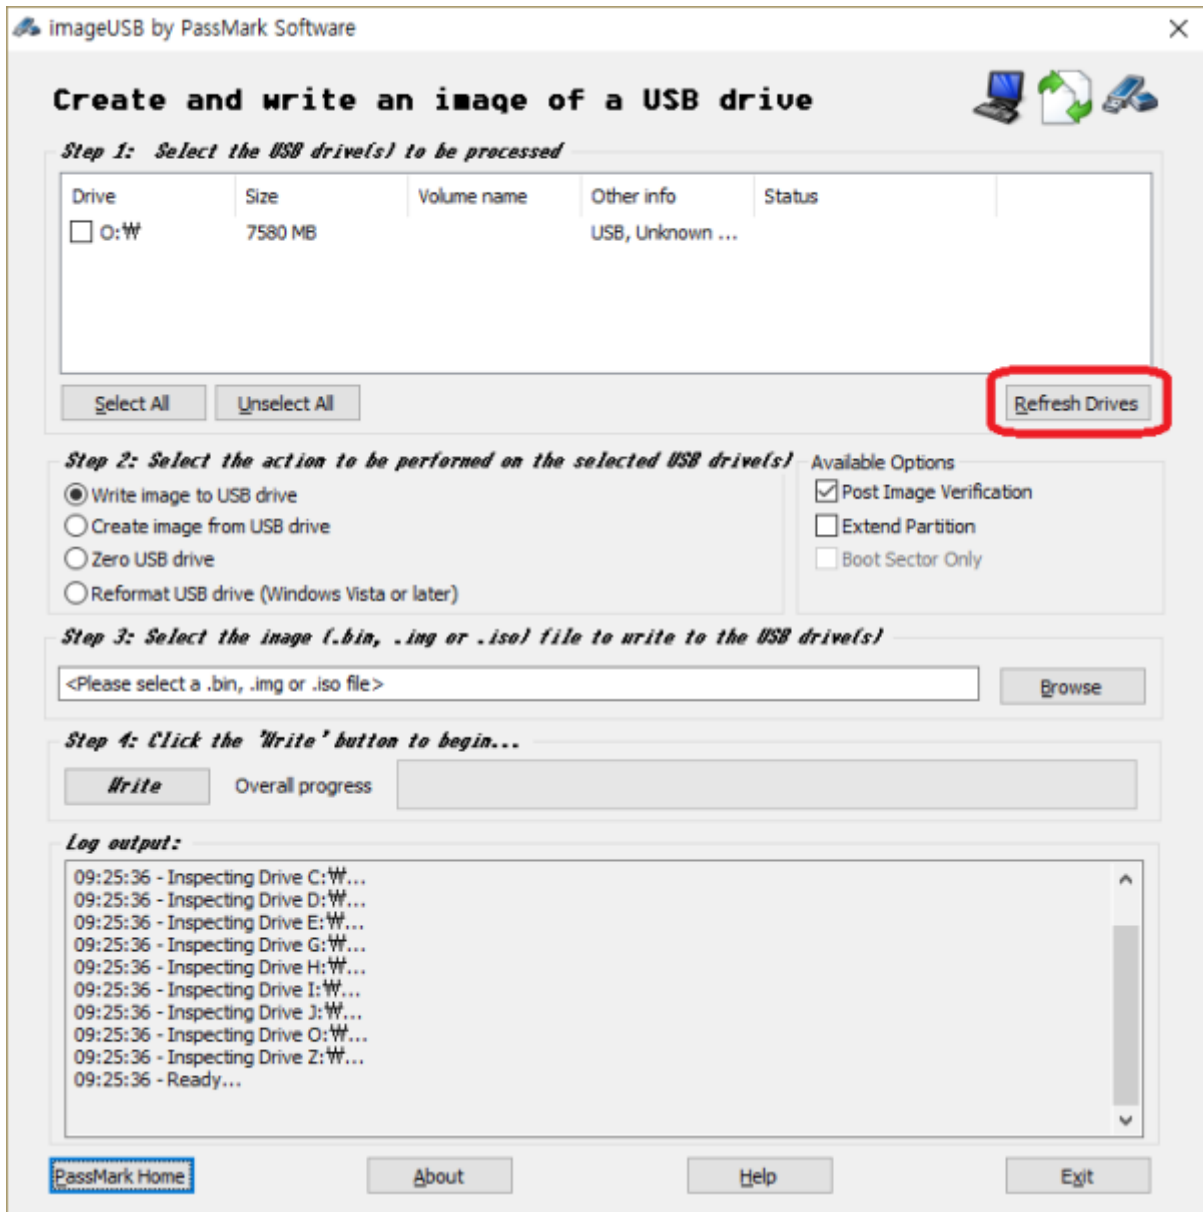 imageUSB by PassMark Software
Create and write an image of a USB drive
Step 1: Select the USB drive(s) to be processed
Drive Size Volume name Other info Status
O:₩ 7580 MB USB, Unknown ...
Select All Unselect All Refresh Drives
Step 2: Select the action to be performed on the selected USB drive(s) Available Options
Write image to USB drive Post Image Verification
Create image from USB drive Extend Partition
Zero USB drive Boot Sector Only
Reformat USB drive (Windows Vista or later)
Step 3: Select the image (.bin, .img or .iso) file to write to the USB drive(s)
<Please select a .bin, .img or .iso file> Browse
Step 4: Click the 'Write' button to begin...
Write Overall progress
Log output:
09:25:36 - Inspecting Drive C:₩...
09:25:36 - Inspecting Drive D:₩...
09:25:36 - Inspecting Drive E:₩...
09:25:36 - Inspecting Drive G:₩...
09:25:36 - Inspecting Drive H:₩...
09:25:36 - Inspecting Drive I:₩...
09:25:36 - Inspecting Drive J:₩...
09:25:36 - Inspecting Drive O:₩...
09:25:36 - Inspecting Drive Z:₩...
09:25:36 - Ready...
PassMark Home About Help Exit